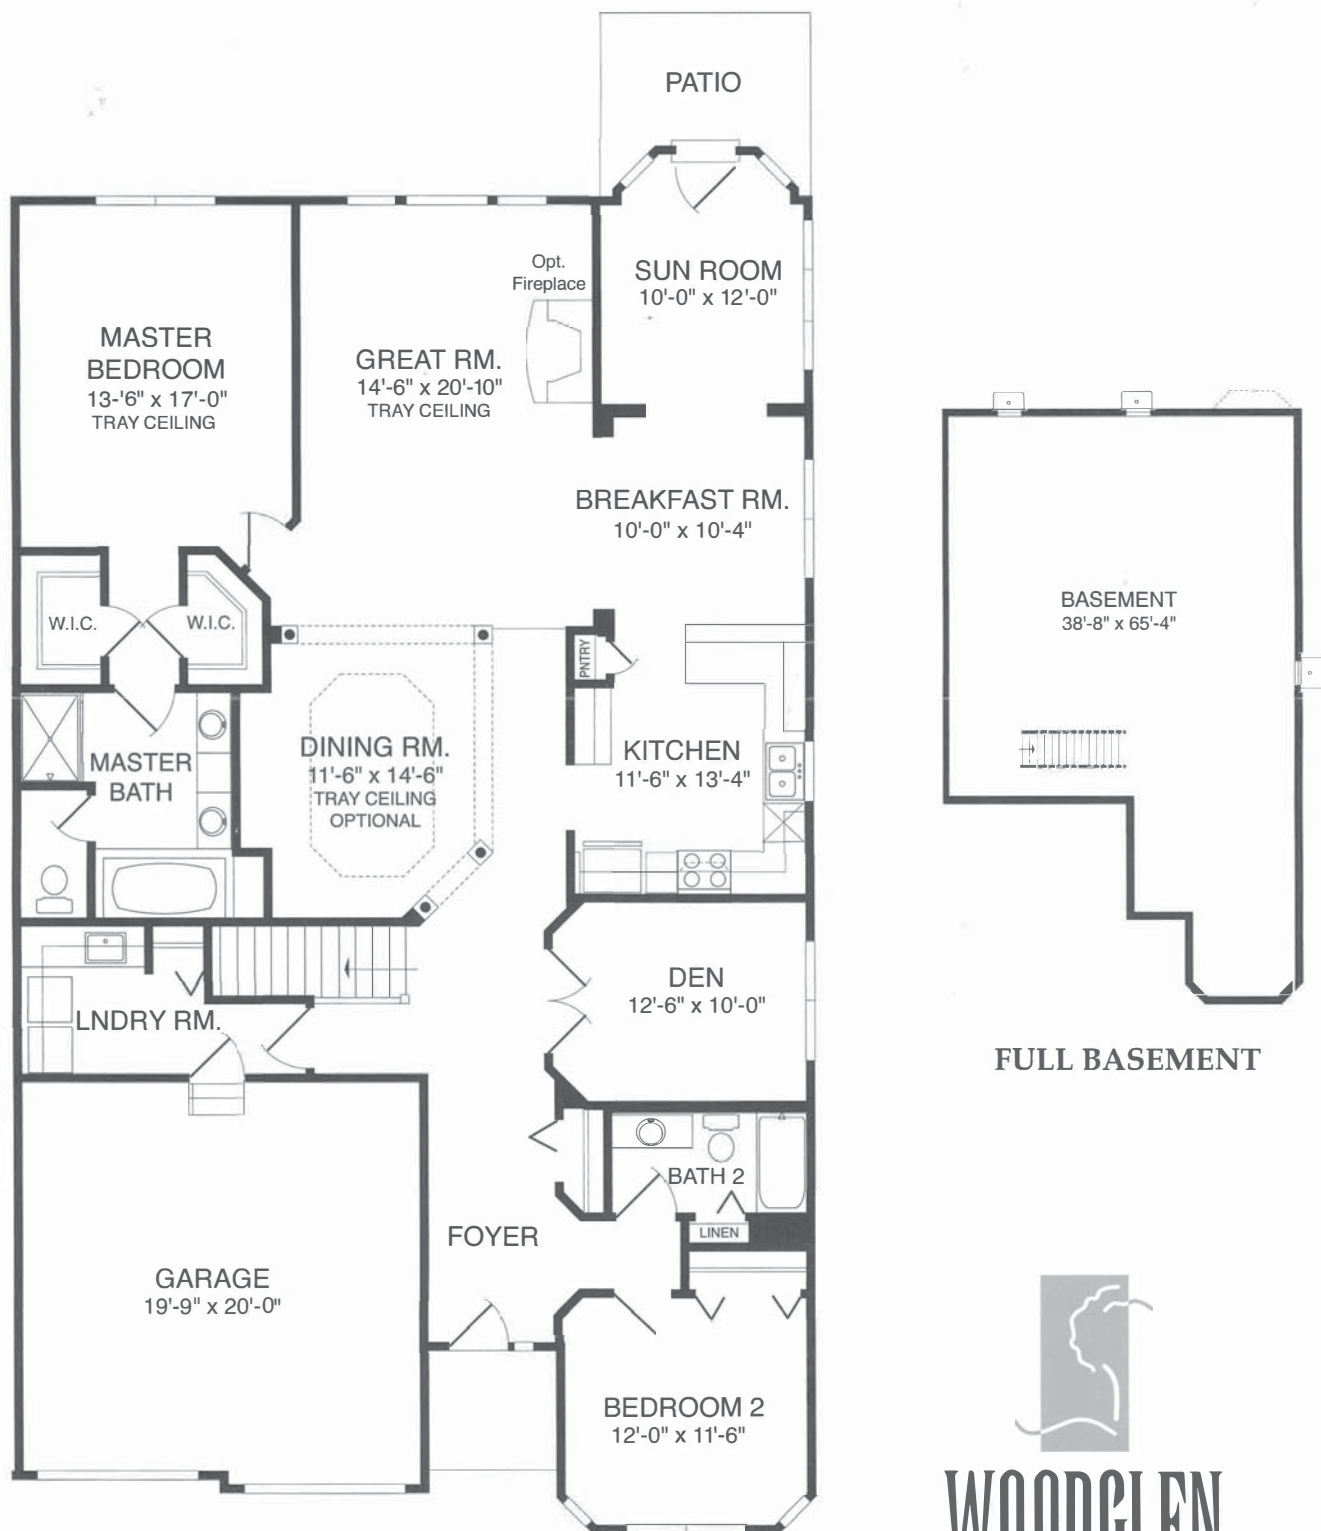 PATIO
SUN ROOM
10'-0" x 12'-0"
Opt.
Fireplace
MASTER
BEDROOM
13-'6" x 17'-0"
TRAY CEILING
GREAT RM.
14'-6" x 20'-10"
TRAY CEILING
BREAKFAST RM.
10'-0" x 10'-4"
W.I.C.
W.I.C.
PNTRY
MASTER
BATH
DINING RM.
11'-6" x 14'-6"
TRAY CEILING
OPTIONAL
KITCHEN
11'-6" x 13'-4"
DEN
12'-6" x 10'-0"
LNDRY RM.
BATH 2
LINEN
FOYER
GARAGE
19'-9" x 20'-0"
BEDROOM 2
12'-0" x 11'-6"
BASEMENT
38'-8" x 65'-4"
FULL BASEMENT
WOODGLEN